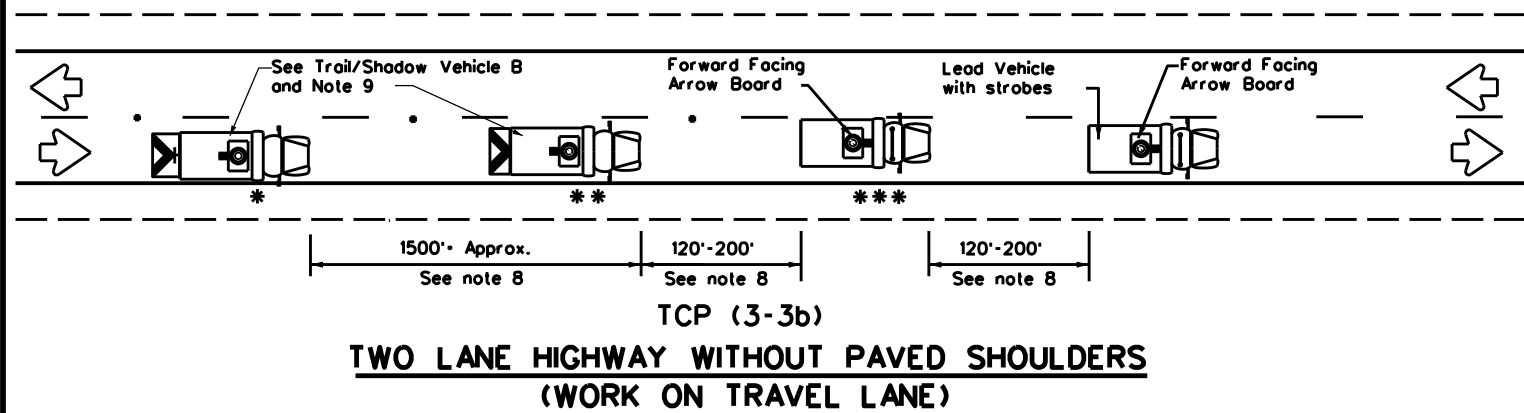 See Trail/Shadow Vehicle B
and Note 9
Forward Facing
Arrow Board
Lead Vehicle
with strobes
Forward Facing
Arrow Board
*
**
***
1500'+ Approx.
See note 8
120'-200'
See note 8
120'-200'
See note 8
TCP (3-3b)
TWO LANE HIGHWAY WITHOUT PAVED SHOULDERS
(WORK ON TRAVEL LANE)